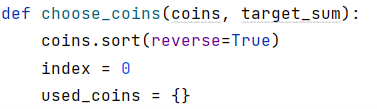 def choose_coins(coins, target_sum):
    coins.sort(reverse=True)
    index = 0
    used_coins = {}